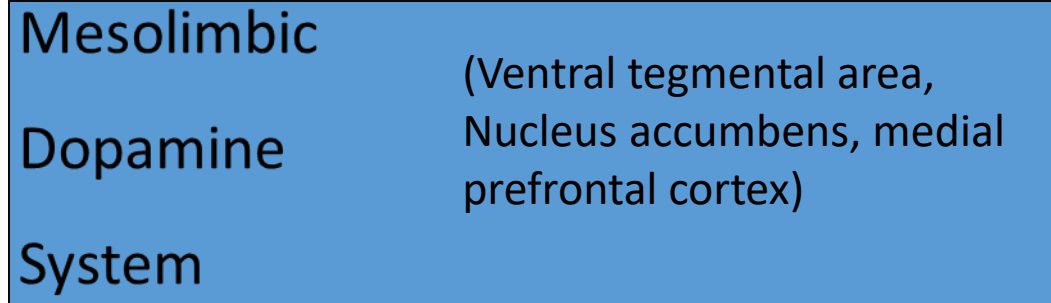 Mesolimbic
Dopamine
System
(Ventral tegmental area,
Nucleus accumbens, medial
prefrontal cortex)